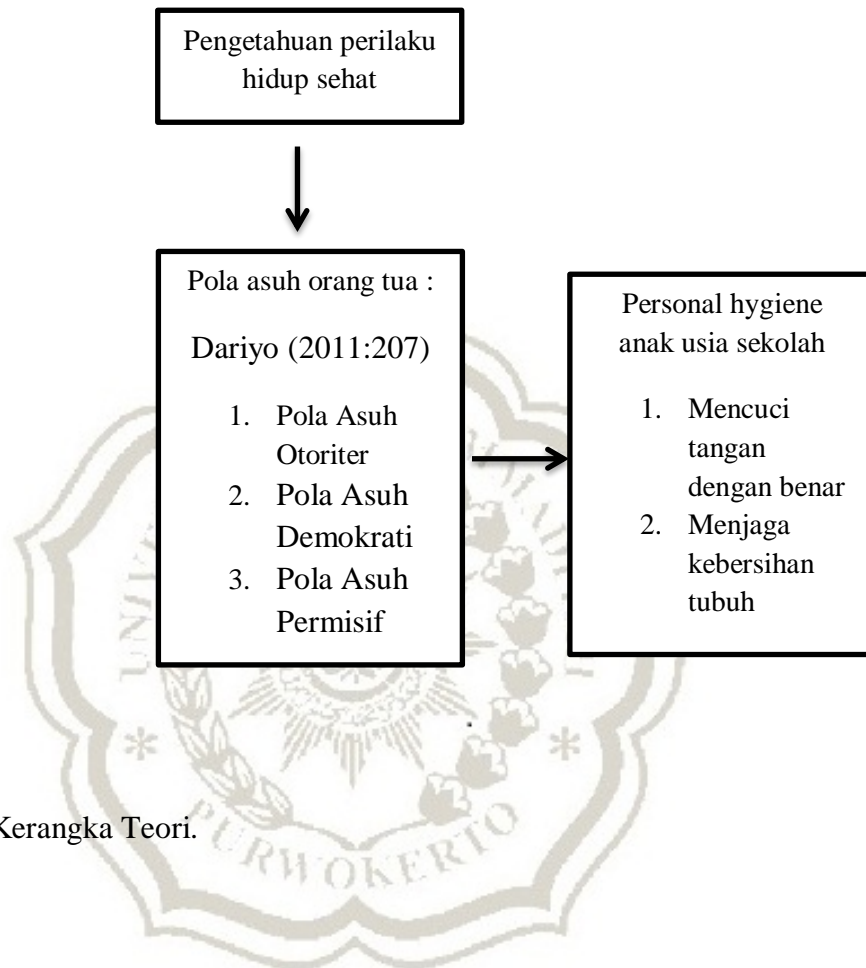 Pengetahuan perilaku
hidup sehat
Pola asuh orang tua :
Dariyo (2011:207)
1. Pola Asuh
Otoriter
2. Pola Asuh
Demokrati
3. Pola Asuh
Permisif
Personal hygiene
anak usia sekolah
1. Mencuci
tangan
dengan benar
2. Menjaga
kebersihan
tubuh
Kerangka Teori.
PURWOKERTO